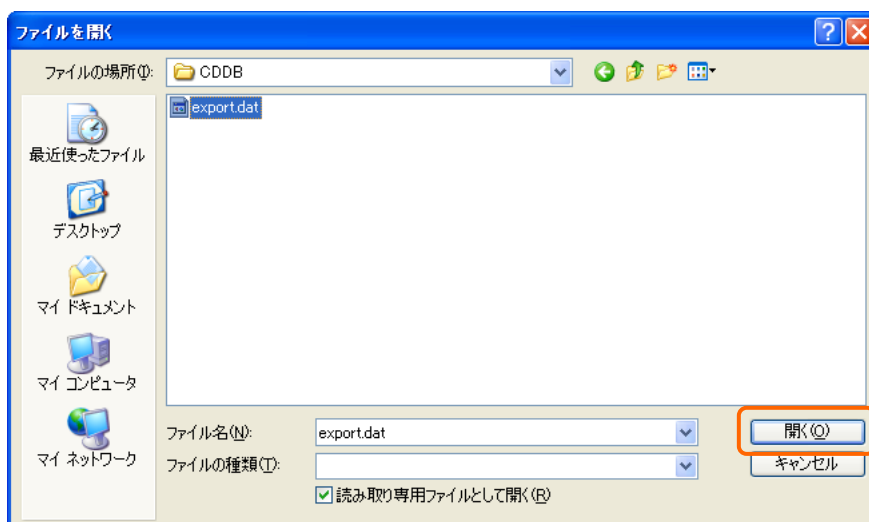 ファイルを開く
ファイルの場所(I):
CDDB
export.dat
最近使ったファイル
デスクトップ
マイ ドキュメント
マイ コンピュータ
マイ ネットワーク
ファイル名(N):
export.dat
開く(O)
ファイルの種類(T):
キャンセル
読み取り専用ファイルとして開く(R)